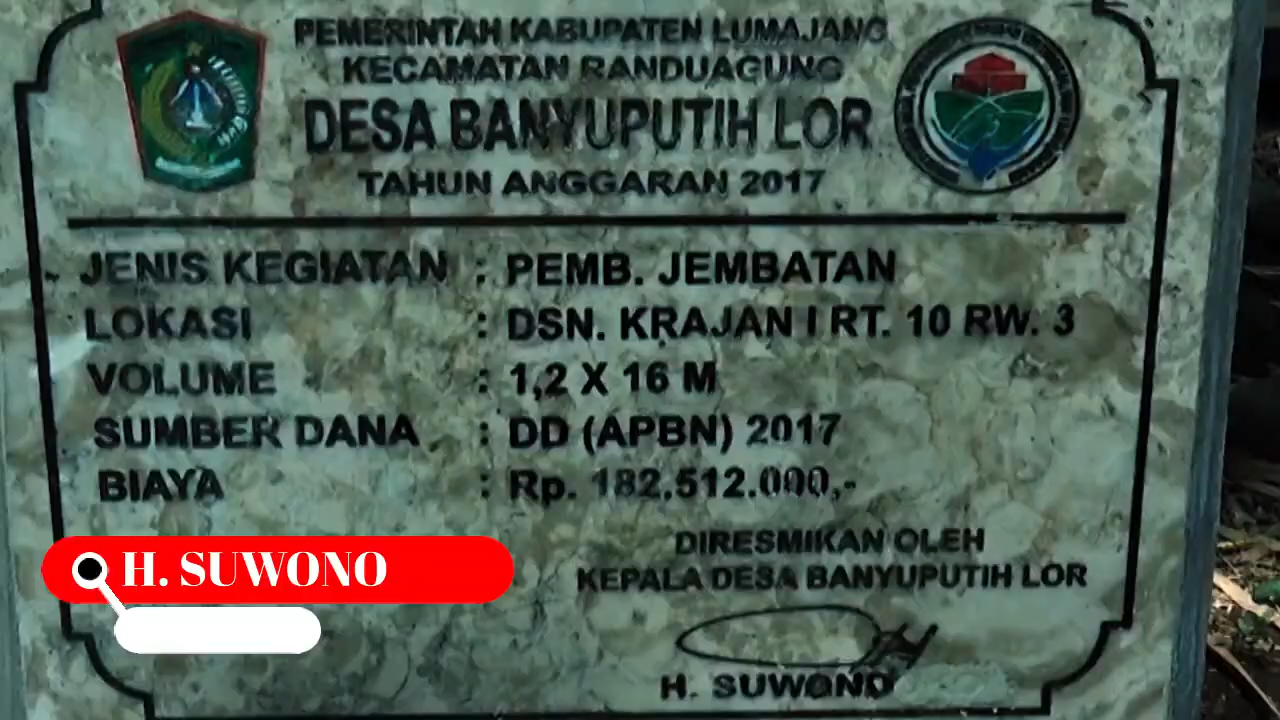 PEMERINTAH KABUPATEN LUMAJANG
KECAMATAN RANDUAGUNG
DESA BANYUPUTIH LOR
TAHUN ANGGARAN 2017
JENIS KEGIATAN : PEMB. JEMBATAN
LOKASI : DSN. KRAJAN I RT. 10 RW. 3
VOLUME : 1,2 X 16 M
SUMBER DANA : DD (APBN) 2017
BIAYA : Rp. 182.512.000,-
DIRESMIKAN OLEH
KEPALA DESA BANYUPUTIH LOR
H. SUWONO
H. SUWONO